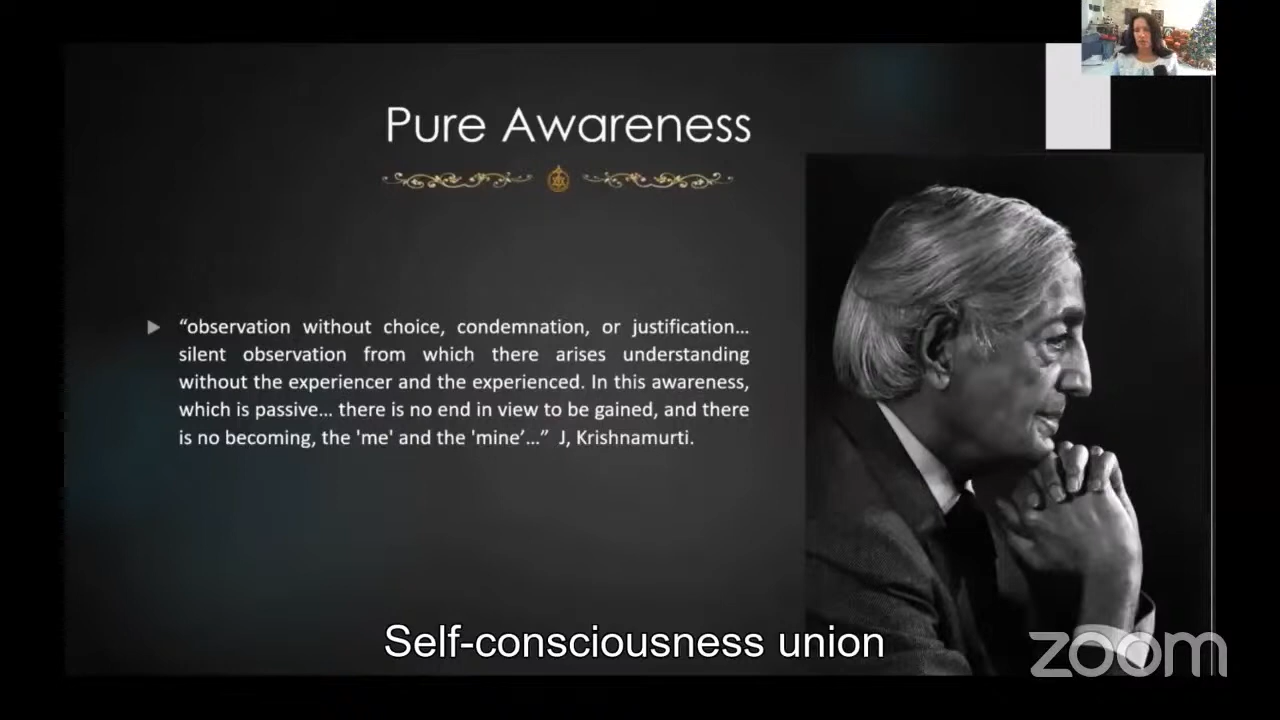 Pure Awareness
“observation without choice, condemnation, or justification…
silent observation from which there arises understanding
without the experiencer and the experienced. In this awareness,
which is passive… there is no end in view to be gained, and there
is no becoming, the 'me' and the 'mine’…” J, Krishnamurti.
Self-consciousness union
zoom